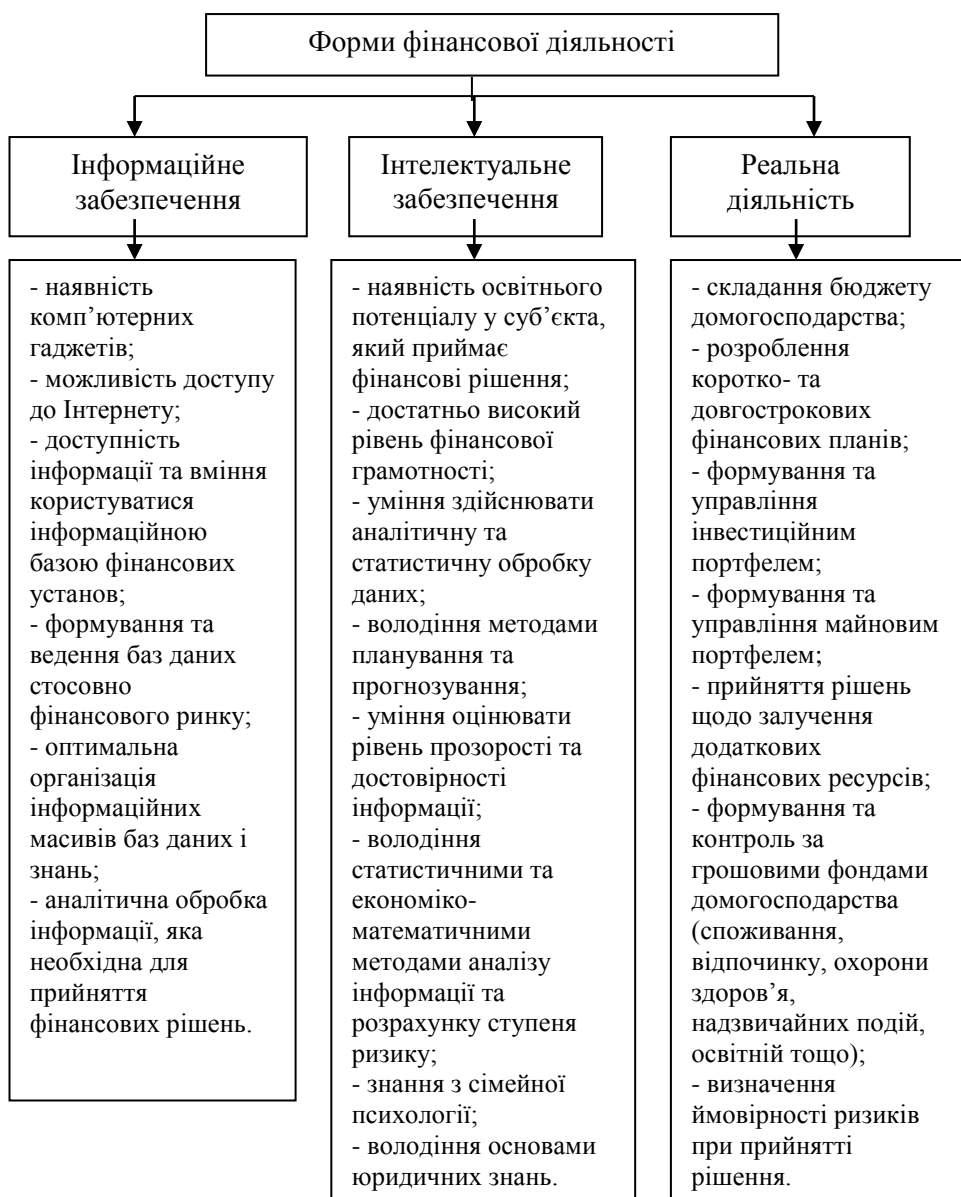 Форми фінансової діяльності
Інформаційне
забезпечення
Інтелектуальне
забезпечення
Реальна
діяльність
- наявність
комп’ютерних
гаджетів;
- можливість доступу
до Інтернету;
- доступність
інформації та вміння
користуватися
інформаційною
базою фінансових
установ;
- формування та
ведення баз даних
стосовно
фінансового ринку;
- оптимальна
організація
інформаційних
масивів баз даних і
знань;
- аналітична обробка
інформації, яка
необхідна для
прийняття
фінансових рішень.
- наявність освітнього
потенціалу у суб’єкта,
який приймає
фінансові рішення;
- достатньо високий
рівень фінансової
грамотності;
- уміння здійснювати
аналітичну та
статистичну обробку
даних;
- володіння методами
планування та
прогнозування;
- уміння оцінювати
рівень прозорості та
достовірності
інформації;
- володіння
статистичними та
економіко-
математичними
методами аналізу
інформації та
розрахунку ступеня
ризику;
- знання з сімейної
психології;
- володіння основами
юридичних знань.
- складання бюджету
домогосподарства;
- розроблення
коротко- та
довгострокових
фінансових планів;
- формування та
управління
інвестиційним
портфелем;
- формування та
управління майновим
портфелем;
- прийняття рішень
щодо залучення
додаткових
фінансових ресурсів;
- формування та
контроль за
грошовими фондами
домогосподарства
(споживання,
відпочинку, охорони
здоров’я,
надзвичайних подій,
освітній тощо);
- визначення
ймовірності ризиків
при прийнятті
рішення.